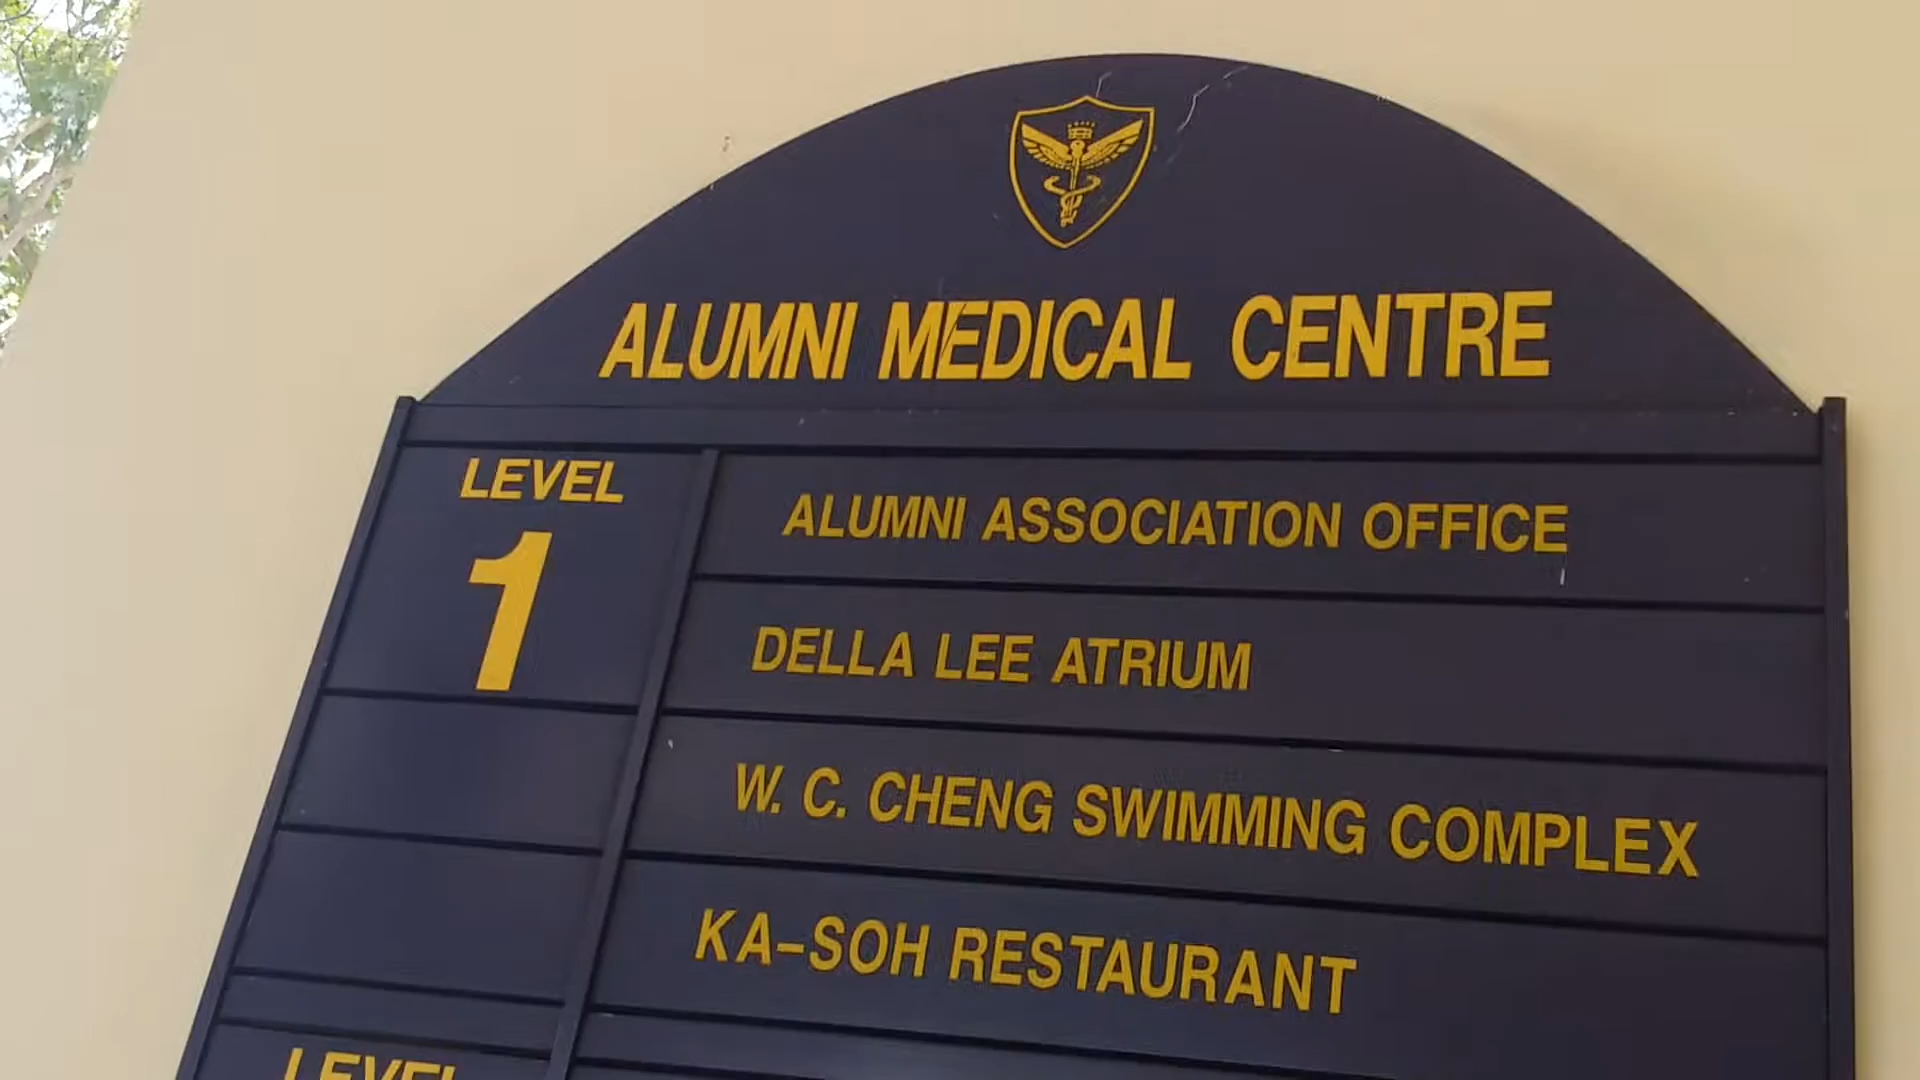 ALUMNI MEDICAL CENTRE
LEVEL
1
ALUMNI ASSOCIATION OFFICE
DELLA LEE ATRIUM
W. C. CHENG SWIMMING COMPLEX
KA-SOH RESTAURANT
LEVEL